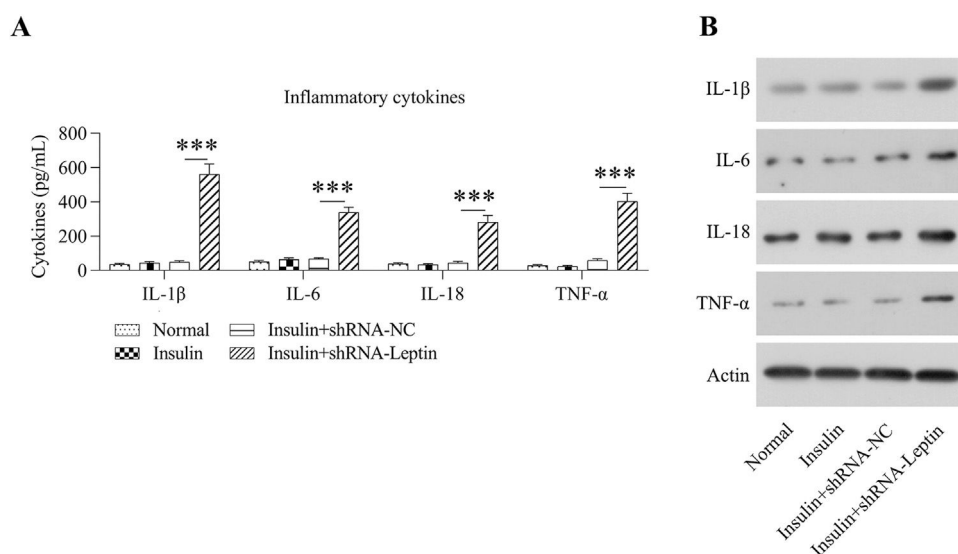 A
Inflammatory cytokines
Cytokines (pg/mL)
800
600
400
200
0
***
***
***
***
IL-1β
IL-6
IL-18
TNF-α
Normal
Insulin+shRNA-NC
Insulin
Insulin+shRNA-Leptin
B
IL-1β
IL-6
IL-18
TNF-α
Actin
Normal
Insulin
Insulin+shRNA-NC
Insulin+shRNA-Leptin